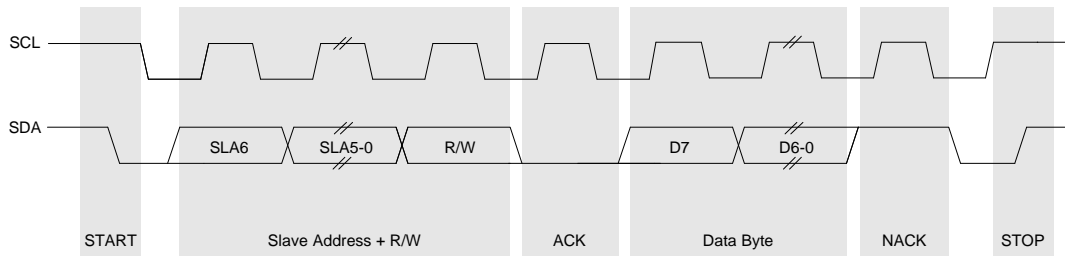 SCL
SDA
SLA6 SLA5-0 R/W D7 D6-0
START Slave Address + R/W ACK Data Byte NACK STOP